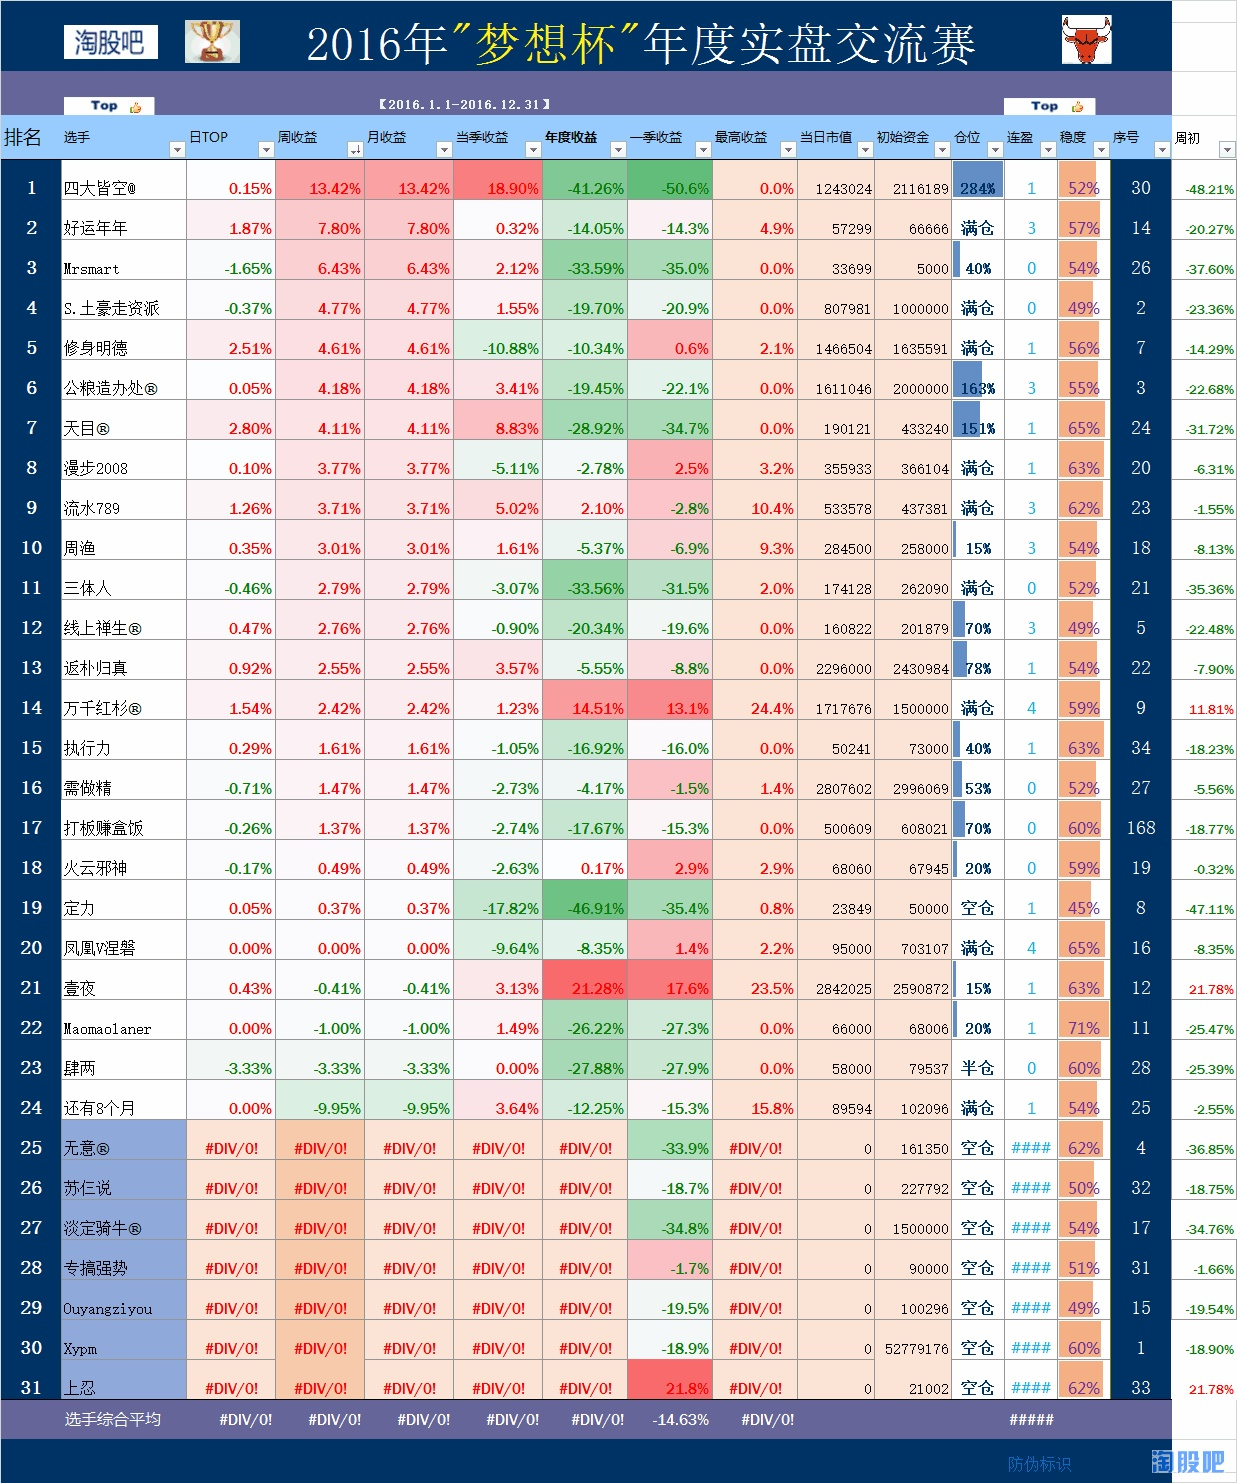 淘股吧 2016年"梦想杯"年度实盘交流赛
Top 【2016.1.1-2016.12.31】 Top
排名 选手 日TOP 周收益 月收益 当季收益 年度收益 一季收益 最高收益 当日市值 初始资金 仓位 连盈 稳度 序号 周初
1 四大皆空@ 0.15% 13.42% 13.42% 18.90% -41.26% -50.6% 0.0% 1243024 2116189 284% 1 52% 30 -48.21%
2 好运年年 1.87% 7.80% 7.80% 0.32% -14.05% -14.3% 4.9% 57299 66666 满仓 3 57% 14 -20.27%
3 Mrsmart -1.65% 6.43% 6.43% 2.12% -33.59% -35.0% 0.0% 33699 5000 40% 0 54% 26 -37.60%
4 S.土豪走资派 -0.37% 4.77% 4.77% 1.55% -19.70% -20.9% 0.0% 807981 1000000 满仓 0 49% 2 -23.36%
5 修身明德 2.51% 4.61% 4.61% -10.88% -10.34% 0.6% 2.1% 1466504 1635591 满仓 1 56% 7 -14.29%
6 公粮造办处® 0.05% 4.18% 4.18% 3.41% -19.45% -22.1% 0.0% 1611046 2000000 163% 3 55% 3 -22.68%
7 天目® 2.80% 4.11% 4.11% 8.83% -28.92% -34.7% 0.0% 190121 433240 151% 1 65% 24 -31.72%
8 漫步2008 0.10% 3.77% 3.77% -5.11% -2.78% 2.5% 3.2% 355933 366104 满仓 1 63% 20 -6.31%
9 流水789 1.26% 3.71% 3.71% 5.02% 2.10% -2.8% 10.4% 533578 437381 满仓 3 62% 23 -1.55%
10 周渔 0.35% 3.01% 3.01% 1.61% -5.37% -6.9% 9.3% 284500 258000 15% 3 54% 18 -8.13%
11 三体人 -0.46% 2.79% 2.79% -3.07% -33.56% -31.5% 2.0% 174128 262090 满仓 0 52% 21 -35.36%
12 线上禅生® 0.47% 2.76% 2.76% -0.90% -20.34% -19.6% 0.0% 160822 201879 70% 3 49% 5 -22.48%
13 返朴归真 0.92% 2.55% 2.55% 3.57% -5.55% -8.8% 0.0% 2296000 2430984 78% 1 54% 22 -7.90%
14 万千红杉® 1.54% 2.42% 2.42% 1.23% 14.51% 13.1% 24.4% 1717676 1500000 满仓 4 59% 9 11.81%
15 执行力 0.29% 1.61% 1.61% -1.05% -16.92% -16.0% 0.0% 50241 73000 40% 1 63% 34 -18.23%
16 需做精 -0.71% 1.47% 1.47% -2.73% -4.17% -1.5% 1.4% 2807602 2996069 53% 0 52% 27 -5.56%
17 打板赚盒饭 -0.26% 1.37% 1.37% -2.74% -17.67% -15.3% 0.0% 500609 608021 70% 0 60% 168 -18.77%
18 火云邪神 -0.17% 0.49% 0.49% -2.63% 0.17% 2.9% 2.9% 68060 67945 20% 0 59% 19 -0.32%
19 定力 0.05% 0.37% 0.37% -17.82% -46.91% -35.4% 0.8% 23849 50000 空仓 1 45% 8 -47.11%
20 凤凰V涅磐 0.00% 0.00% 0.00% -9.64% -8.35% 1.4% 2.2% 95000 703107 满仓 4 65% 16 -8.35%
21 壹夜 0.43% -0.41% -0.41% 3.13% 21.28% 17.6% 23.5% 2842025 2590872 15% 1 63% 12 21.78%
22 Maomaolaner 0.00% -1.00% -1.00% 1.49% -26.22% -27.3% 0.0% 66000 68006 20% 1 71% 11 -25.47%
23 肆两 -3.33% -3.33% -3.33% 0.00% -27.88% -27.9% 0.0% 58000 79537 半仓 0 60% 28 -25.39%
24 还有8个月 0.00% -9.95% -9.95% 3.64% -12.25% -15.3% 15.8% 89594 102096 满仓 1 54% 25 -2.55%
25 无意® #DIV/0! #DIV/0! #DIV/0! #DIV/0! #DIV/0! -33.9% #DIV/0! 0 161350 空仓 #### 62% 4 -36.85%
26 苏仨说 #DIV/0! #DIV/0! #DIV/0! #DIV/0! #DIV/0! -18.7% #DIV/0! 0 227792 空仓 #### 50% 32 -18.75%
27 淡定骑牛® #DIV/0! #DIV/0! #DIV/0! #DIV/0! #DIV/0! -34.8% #DIV/0! 0 1500000 空仓 #### 54% 17 -34.76%
28 专搞强势 #DIV/0! #DIV/0! #DIV/0! #DIV/0! #DIV/0! -1.7% #DIV/0! 0 90000 空仓 #### 51% 31 -1.66%
29 Ouyangziyou #DIV/0! #DIV/0! #DIV/0! #DIV/0! #DIV/0! -19.5% #DIV/0! 0 100296 空仓 #### 49% 15 -19.54%
30 Xypm #DIV/0! #DIV/0! #DIV/0! #DIV/0! #DIV/0! -18.9% #DIV/0! 0 52779176 空仓 #### 60% 1 -18.90%
31 上忍 #DIV/0! #DIV/0! #DIV/0! #DIV/0! #DIV/0! 21.8% #DIV/0! 0 21002 空仓 #### 62% 33 21.78%
选手综合平均 #DIV/0! #DIV/0! #DIV/0! #DIV/0! #DIV/0! -14.63% #DIV/0! #####
防伪标识 淘股吧